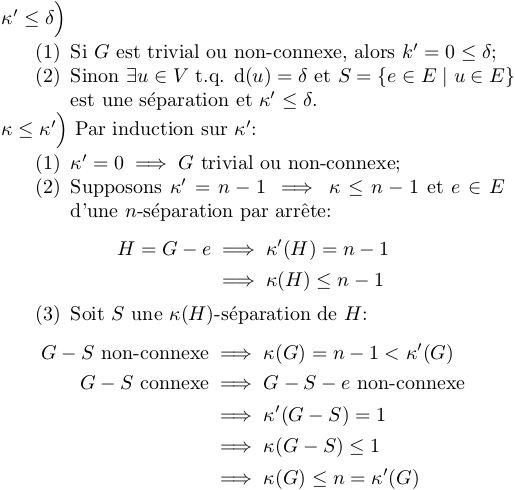 κ′ ≤ δ)
(1) Si G est trivial ou non-connexe, alors k′ = 0 ≤ δ;
(2) Sinon ∃u ∈ V t.q. d(u) = δ et S = {e ∈ E | u ∈ E}
est une séparation et κ′ ≤ δ.
κ ≤ κ′) Par induction sur κ′:
(1) κ′ = 0 ⟹ G trivial ou non-connexe;
(2) Supposons κ′ = n − 1 ⟹ κ ≤ n − 1 et e ∈ E
d'une n-séparation par arrête:
H = G − e ⟹ κ′(H) = n − 1
⟹ κ(H) ≤ n − 1
(3) Soit S une κ(H)-séparation de H:
G − S non-connexe ⟹ κ(G) = n − 1 < κ′(G)
G − S connexe ⟹ G − S − e non-connexe
⟹ κ′(G − S) = 1
⟹ κ(G − S) ≤ 1
⟹ κ(G) ≤ n = κ′(G)